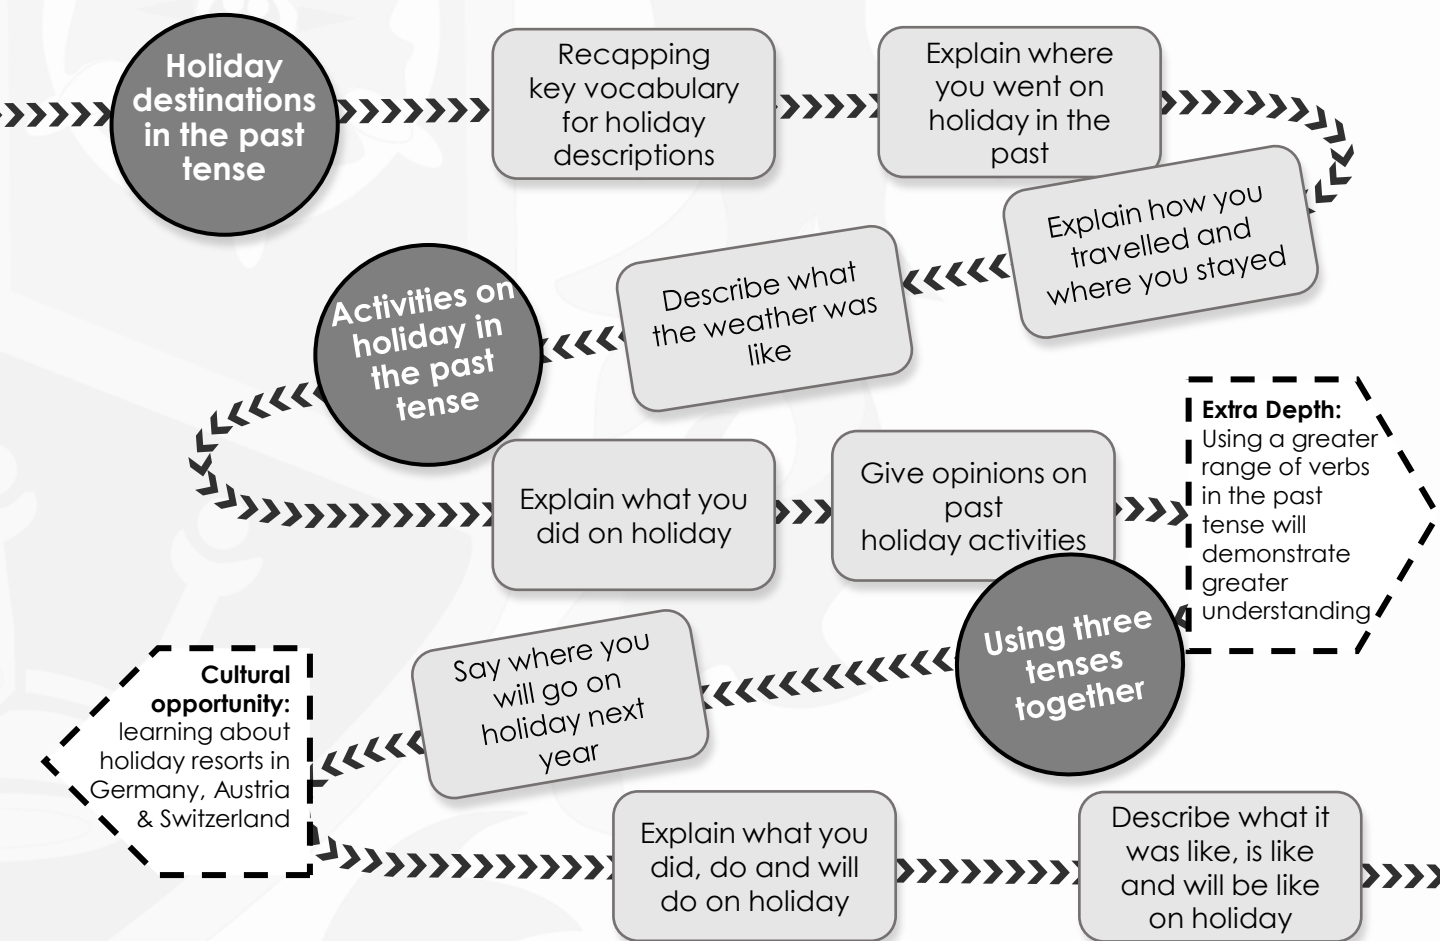 Holiday
destinations
in the past
tense
Recapping
key vocabulary
for holiday
descriptions
Explain where
you went on
holiday in the
past
Explain how you
travelled and
where you stayed
Describe what
the weather was
like
Activities on
holiday in
the past
tense
Explain what you
did on holiday
Give opinions on
past
holiday activities
Extra Depth:
Using a greater
range of verbs
in the past
tense will
demonstrate
greater
understanding
Using three
tenses
together
Say where you
will go on
holiday next
year
Cultural
opportunity:
learning about
holiday resorts in
Germany, Austria
& Switzerland
Explain what you
did, do and will
do on holiday
Describe what it
was like, is like
and will be like
on holiday